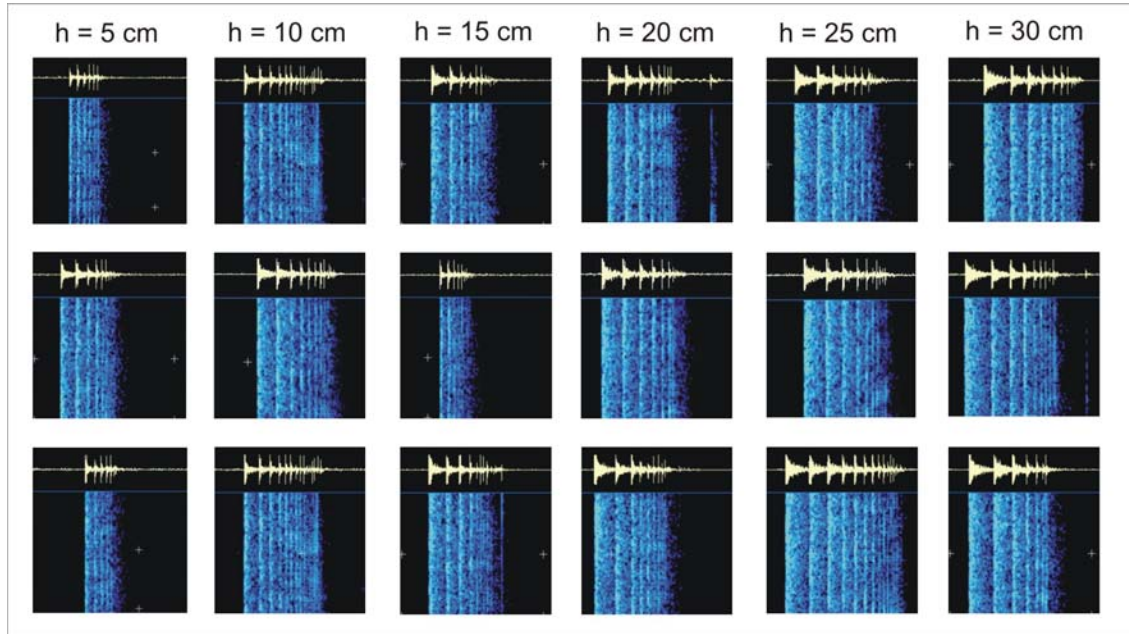 h = 5 cm h = 10 cm h = 15 cm h = 20 cm h = 25 cm h = 30 cm